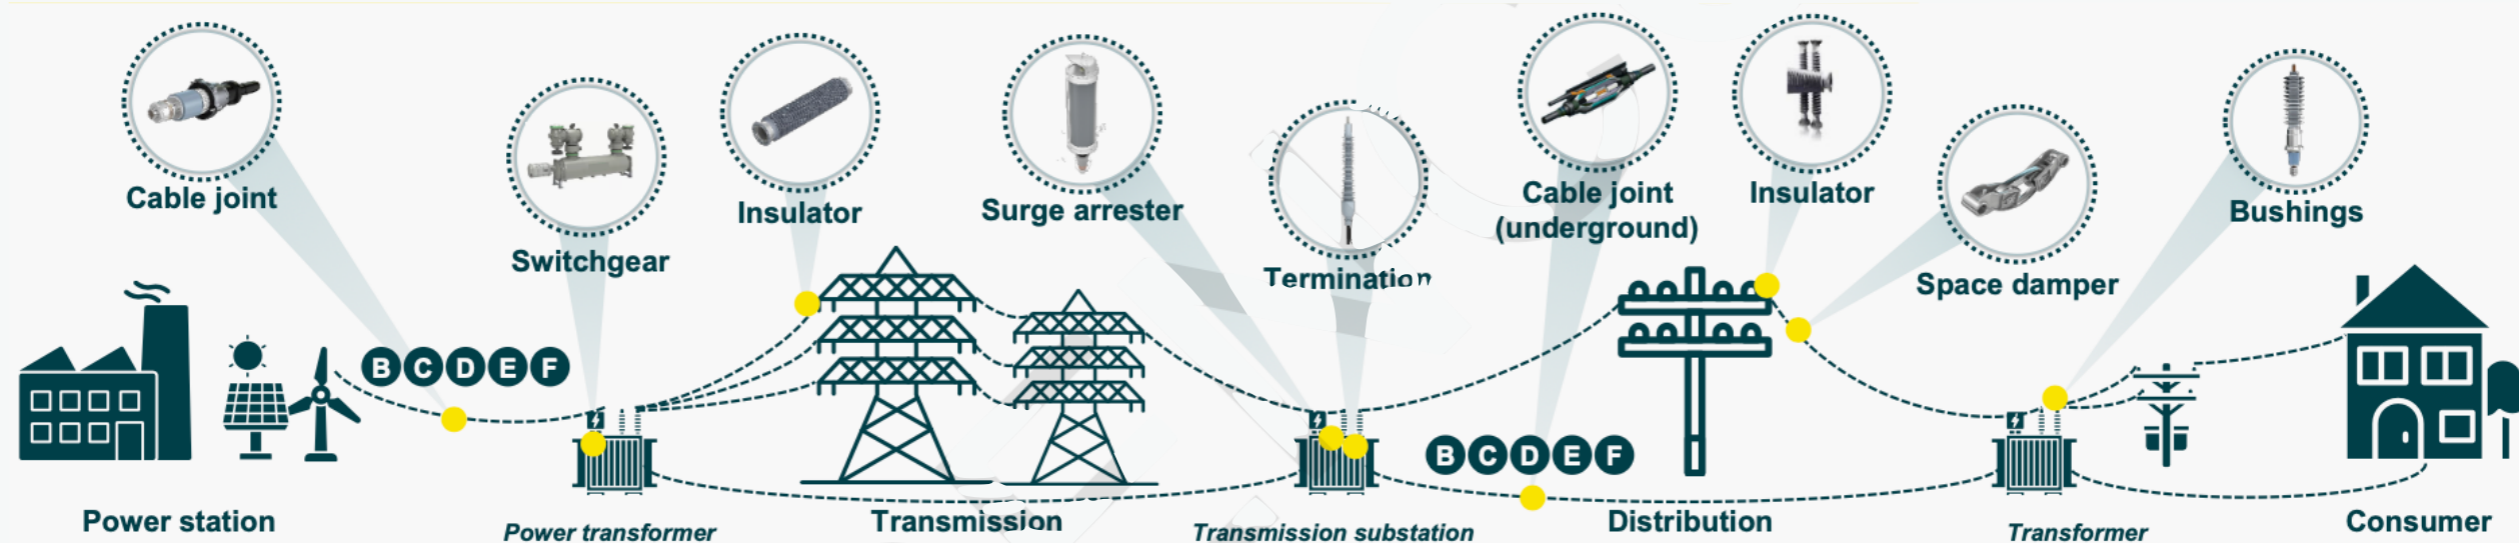 Cable joint
Switchgear
Insulator
Surge arrester
Termination
Cable joint
(underground)
Insulator
Space damper
Bushings
B C D E F
B C D E F
Power station
Power transformer
Transmission
Transmission substation
Distribution
Transformer
Consumer